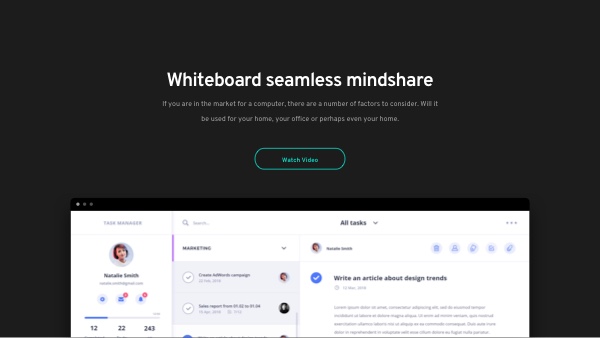 Whiteboard seamless mindshare
If you are in the market for a computer, there are a number of factors to consider. Will it
be used for your home, your office or perhaps even your home.
Watch Video
TASK MANAGER
Search...
All tasks
Natalie Smith
natalie.smith@gmail.com
MARKETING
Natalie Smith
Create AdWords campaign
Write an article about design trends
12 Mar, 2018
Sales report from 01.02 to 01.04
7/12
12 22 243
Lorem ipsum dolor sit amet, consectetur adipiscing elit, sed do eiusmod tempor
incididunt ut labore et dolore magna aliqua. Ut enim ad minim veniam, quis nostrud
exercitation ullamco laboris nisi ut aliquip ex ea commodo consequat. Duis aute irure
dolor in reprehenderit in voluptate velit esse cillum dolore eu fugiat nulla pariatur.